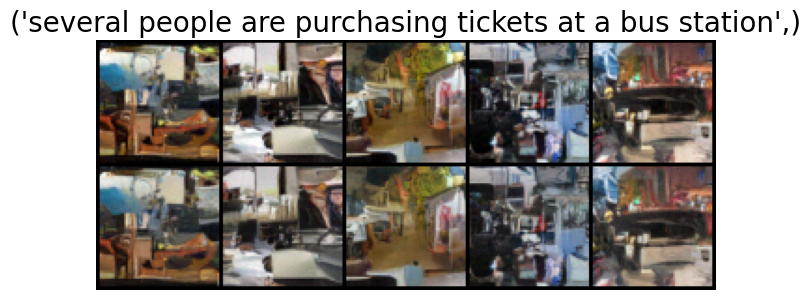 ('several people are purchasing tickets at a bus station',)